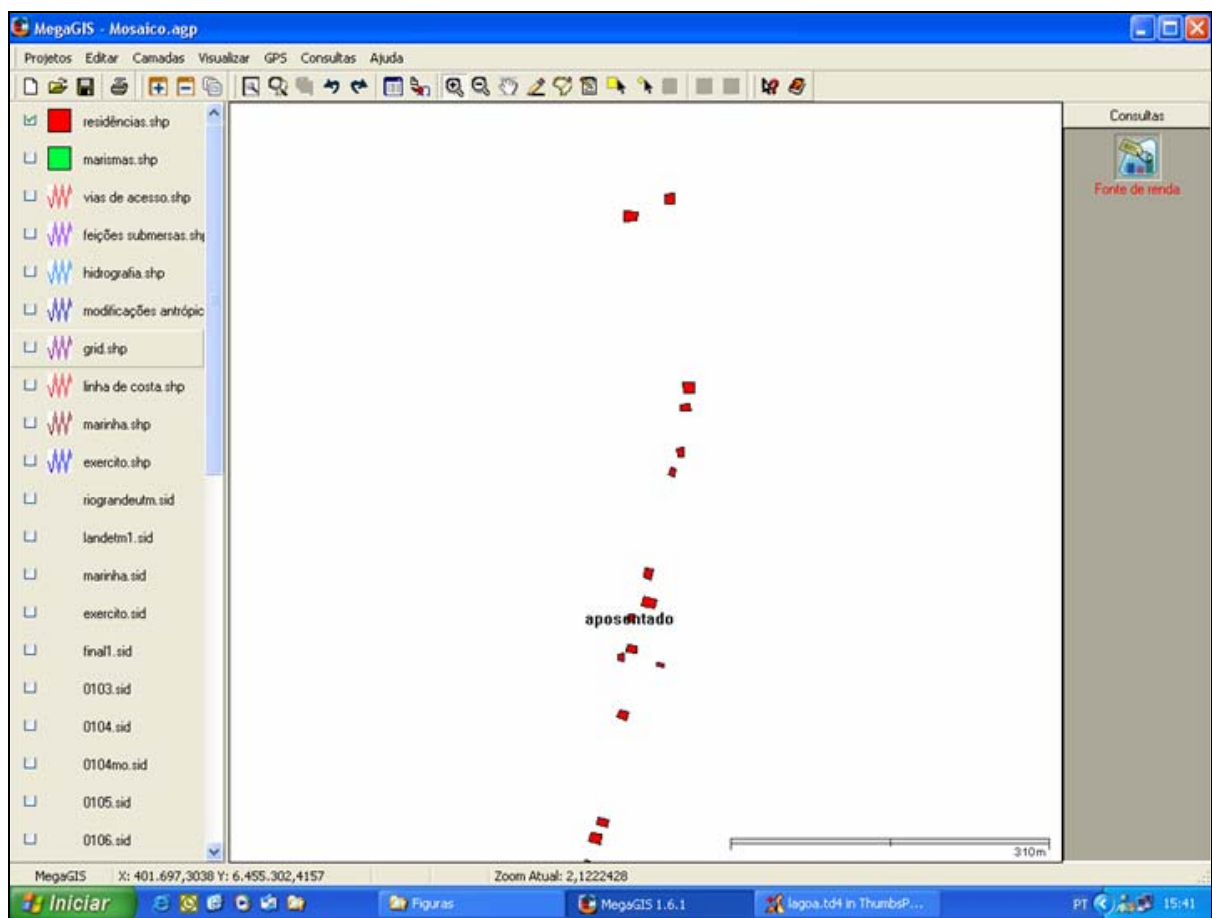 MegaGIS - Mosaico.agp
Projetos Editar Camadas Visualizar GPS Consultas Ajuda
residências.shp
marismas.shp
vias de acesso.shp
feições submersas.shp
hidrografia.shp
modificações antrópic
grid.shp
linha de costa.shp
marinha.shp
exercito.shp
riograndeutm.sid
landetm1.sid
marinha.sid
exercito.sid
final1.sid
0103.sid
0104.sid
0104mo.sid
0105.sid
0106.sid
aposentado
310m
Consultas
Fonte de renda
MegaGIS X: 401.697,3038 Y: 6.455.302,4157 Zoom Atual: 2,1222428
Iniciar Figuras MegaGIS 1.6.1 lagoa.td4 in ThumbsP... PT 15:41